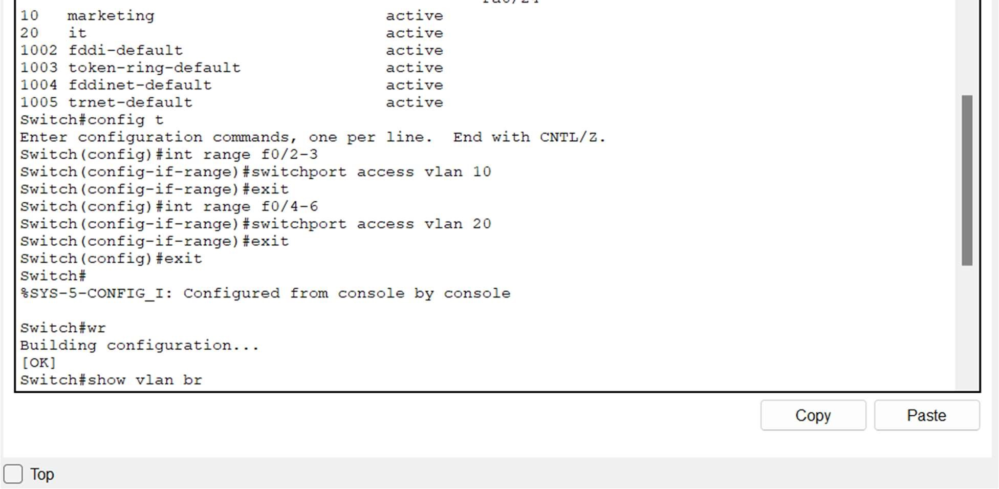 10   marketing                        active
20   it                               active
1002 fddi-default                     active
1003 token-ring-default               active
1004 fddinet-default                  active
1005 trnet-default                    active
Switch#config t
Enter configuration commands, one per line.  End with CNTL/Z.
Switch(config)#int range f0/2-3
Switch(config-if-range)#switchport access vlan 10
Switch(config-if-range)#exit
Switch(config)#int range f0/4-6
Switch(config-if-range)#switchport access vlan 20
Switch(config-if-range)#exit
Switch(config)#exit
Switch#
%SYS-5-CONFIG_I: Configured from console by console
Switch#wr
Building configuration...
[OK]
Switch#show vlan br
Copy Paste
Top